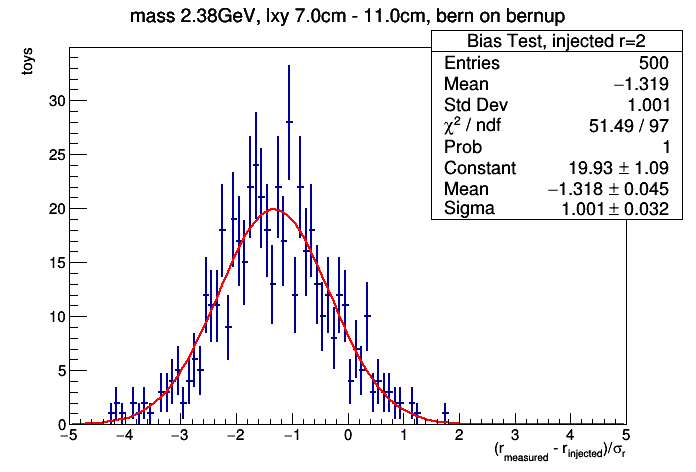 mass 2.38GeV, lxy 7.0cm - 11.0cm, bern on bernup
Bias Test, injected r=2
Entries 500
Mean −1.319
Std Dev 1.001
χ² / ndf 51.49 / 97
Prob 1
Constant 19.93 ± 1.09
Mean −1.318 ± 0.045
Sigma 1.001 ± 0.032
toys
30
25
20
15
10
5
0
−5 −4 −3 −2 −1 0 1 2 3 4 5
(r_measured - r_injected)/σ_r